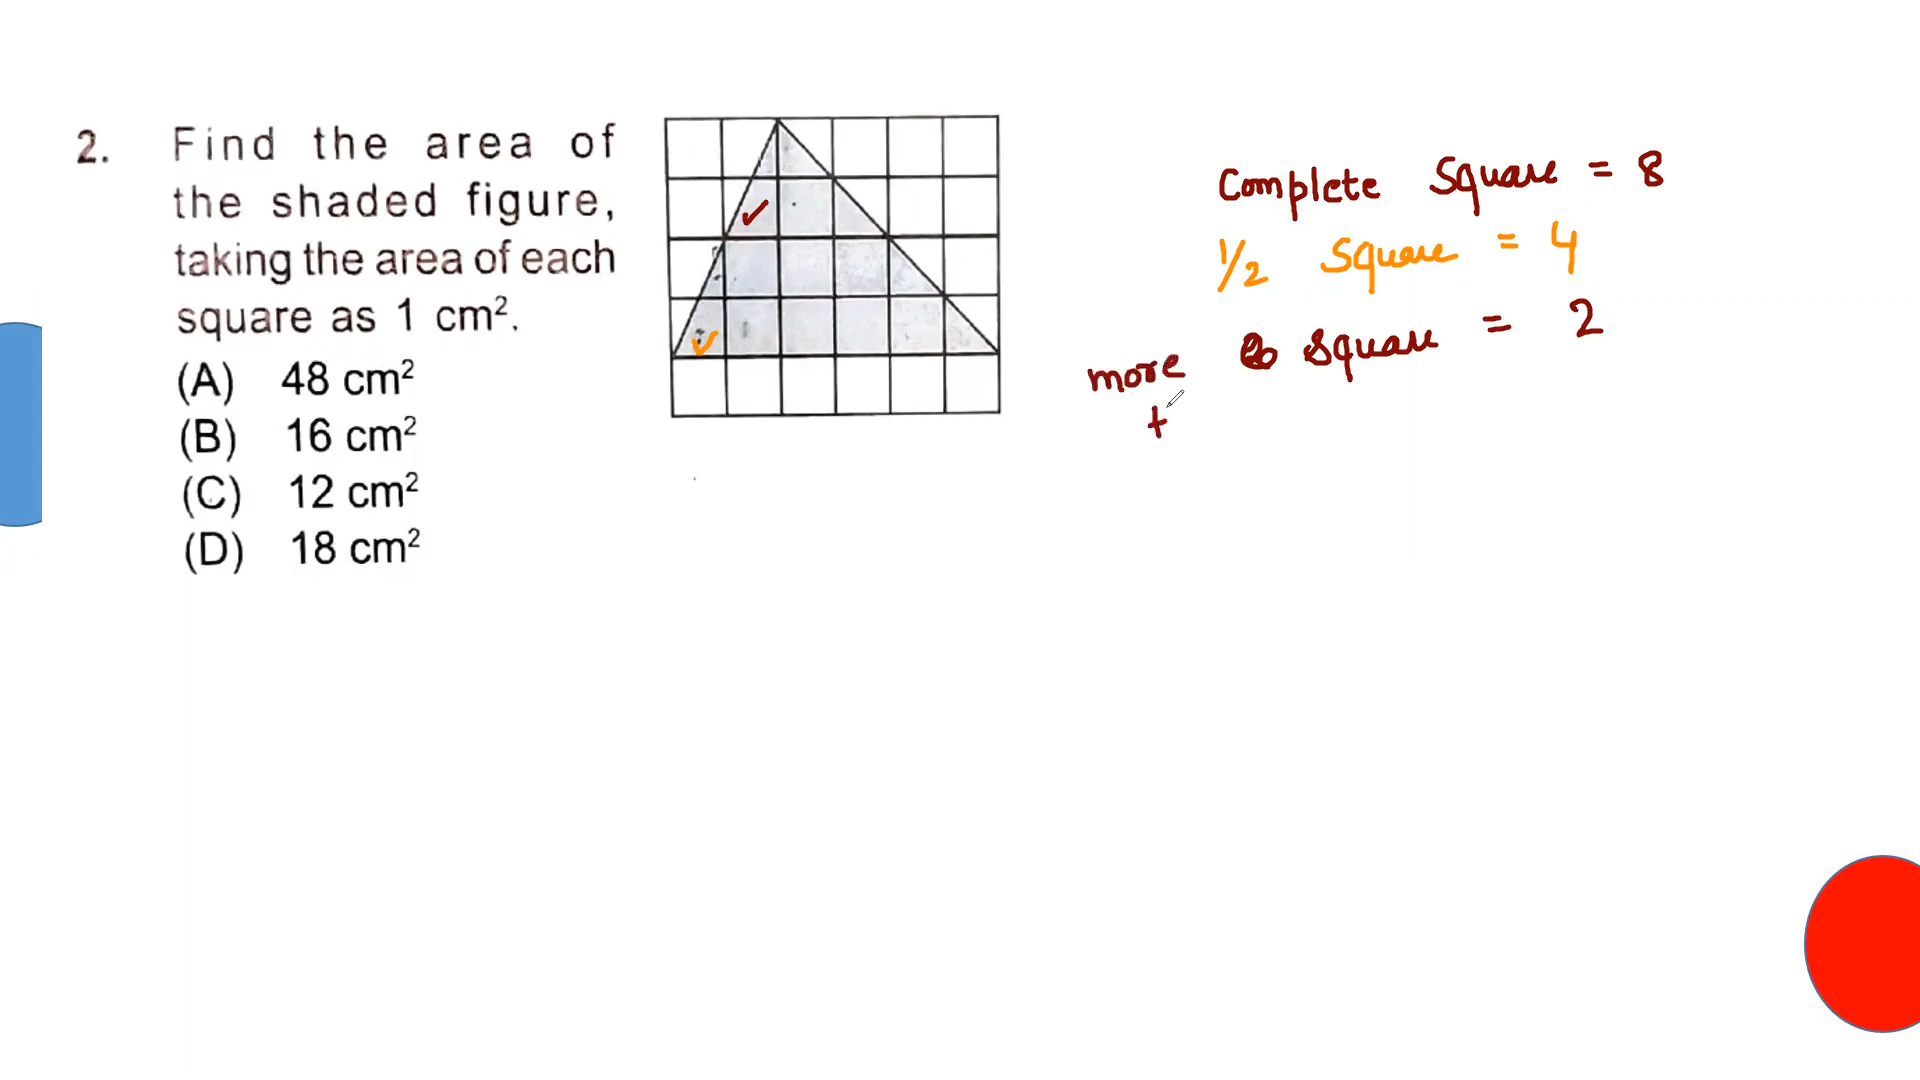 2. Find the area of
the shaded figure,
taking the area of each
square as 1 cm².
(A) 48 cm²
(B) 16 cm²
(C) 12 cm²
(D) 18 cm²
Complete Square = 8
1/2 Square = 4
more square = 2
t